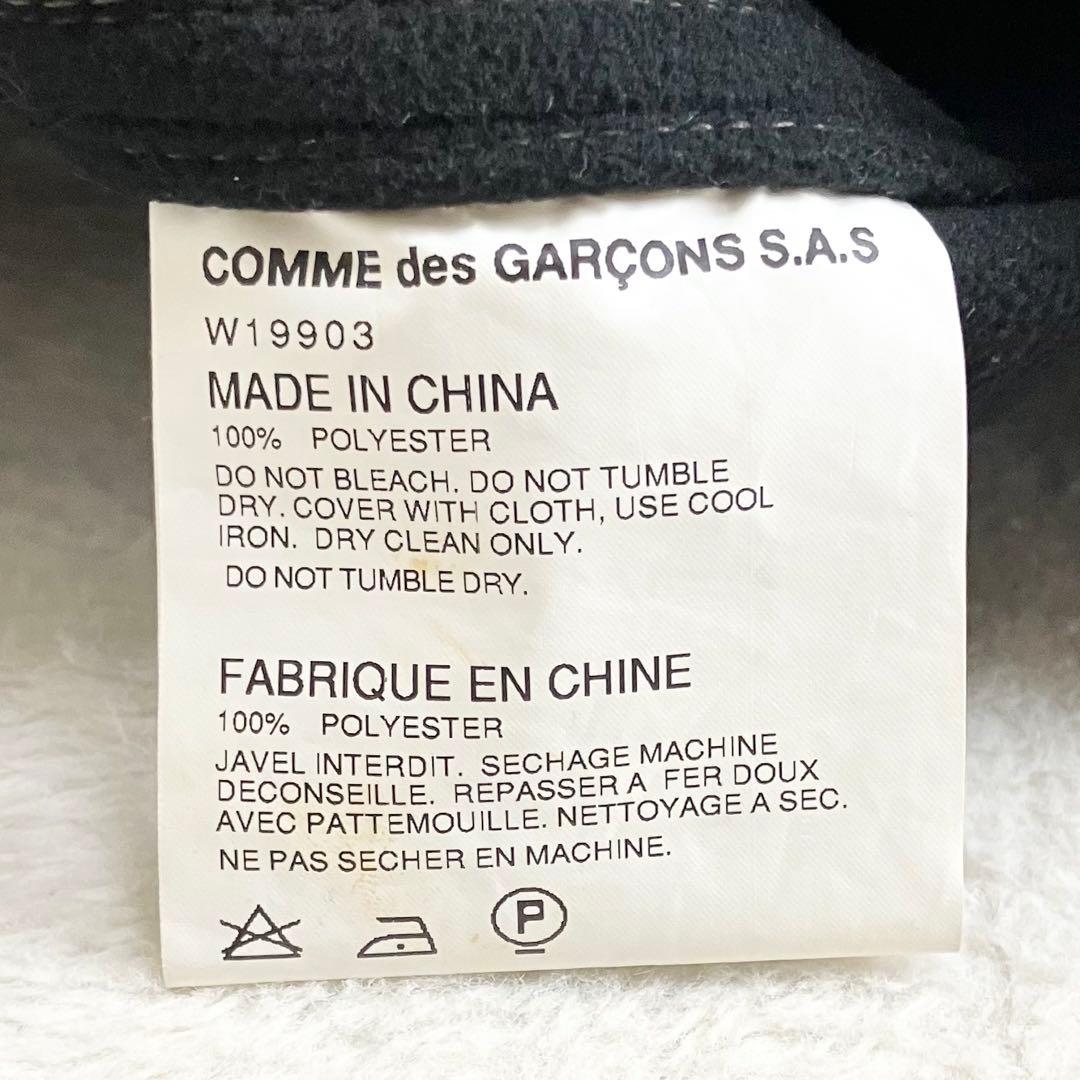 COMME des GARÇONS S.A.S
W19903
MADE IN CHINA
100% POLYESTER
DO NOT BLEACH. DO NOT TUMBLE
DRY. COVER WITH CLOTH, USE COOL
IRON. DRY CLEAN ONLY.
DO NOT TUMBLE DRY.
FABRIQUE EN CHINE
100% POLYESTER
JAVEL INTERDIT. SECHAGE MACHINE
DECONSEILLE. REPASSER A FER DOUX
AVEC PATTEMOUILLE. NETTOYAGE A SEC.
NE PAS SECHER EN MACHINE.
P